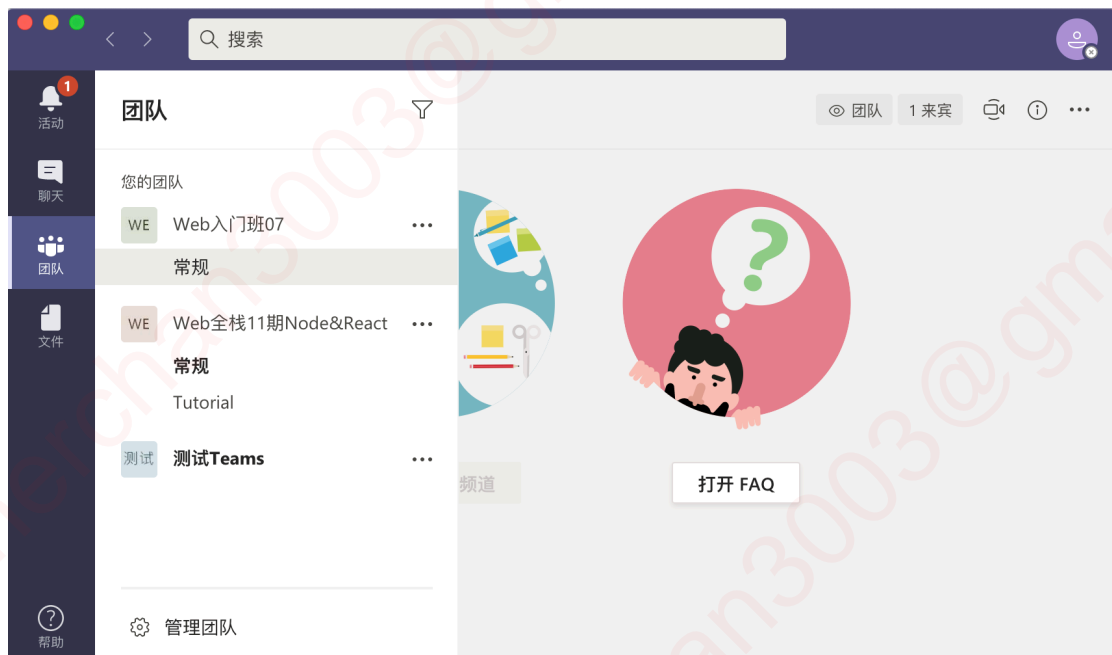 搜索
1
活动
聊天
团队
文件
帮助
团队
您的团队
WE Web入门班07
常规
WE Web全栈11期Node&React
常规
Tutorial
测试 测试Teams
管理团队
团队 1 来宾
频道
打开 FAQ